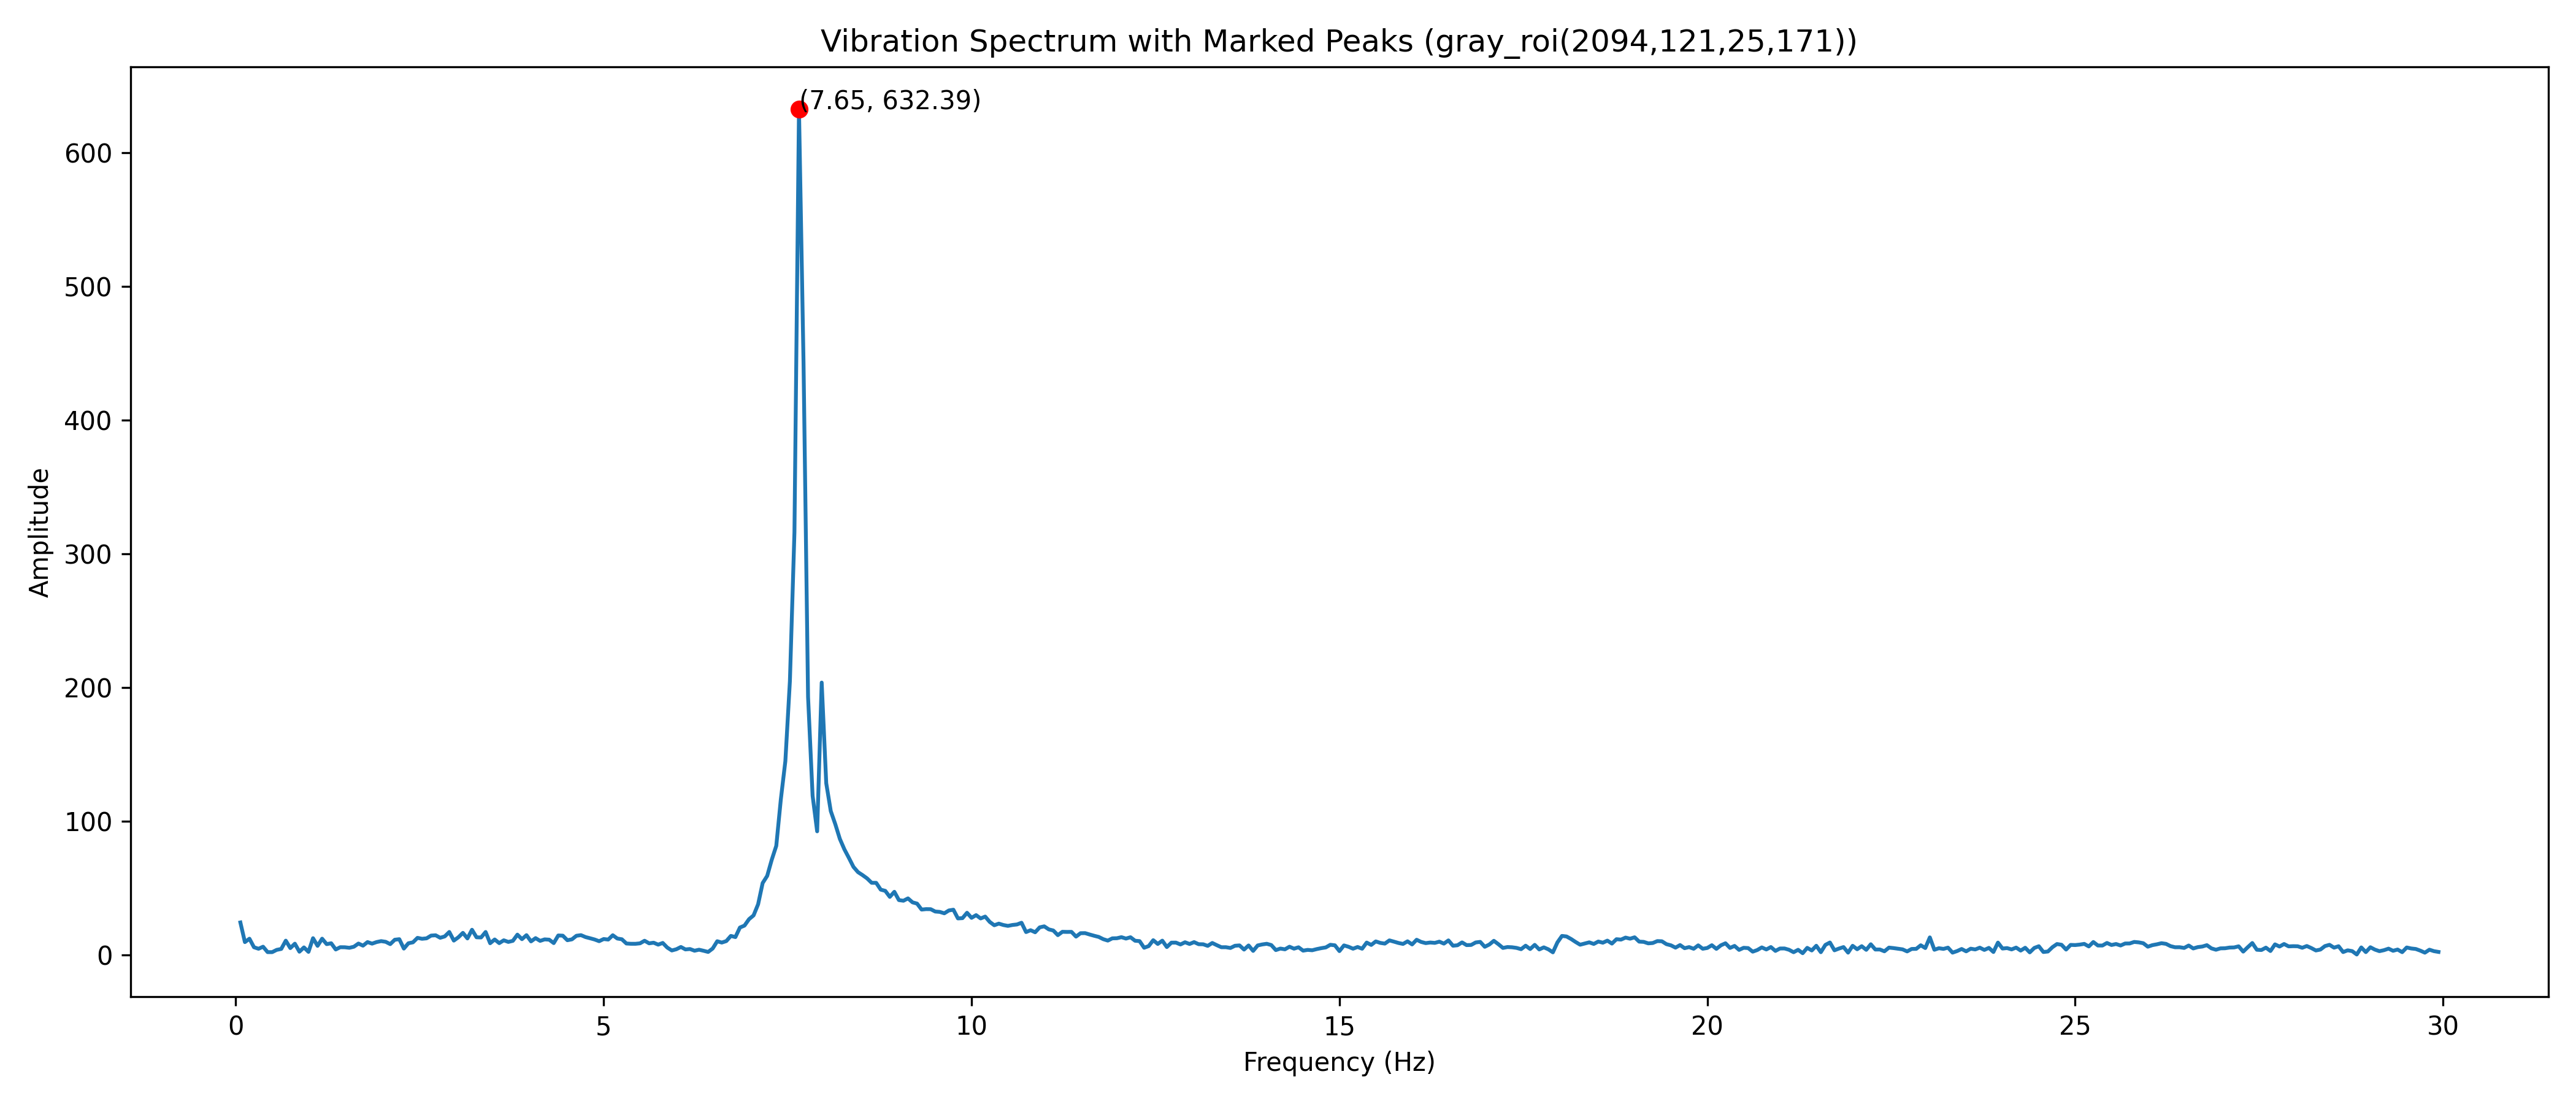 Vibration Spectrum with Marked Peaks (gray_roi(2094,121,25,171))
(7.65, 632.39)
600
500
400
300
200
100
0
Amplitude
0 5 10 15 20 25 30
Frequency (Hz)